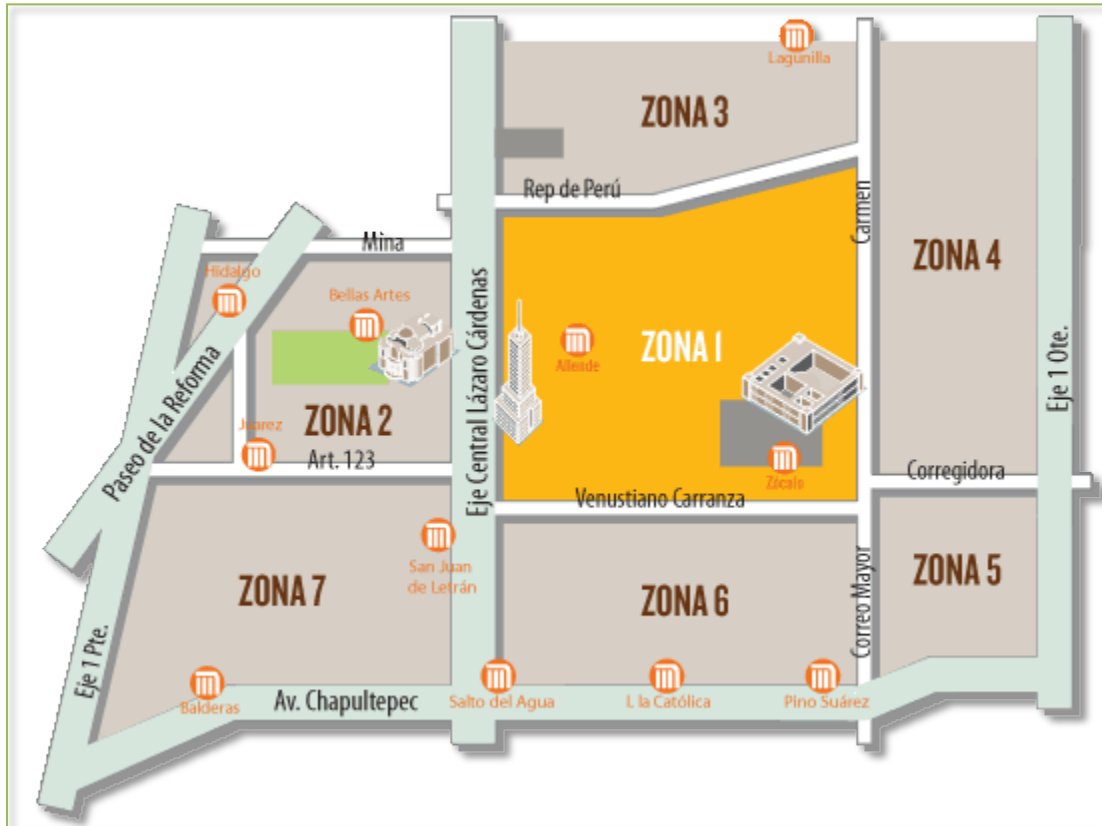 Lagunilla
ZONA 3
Rep de Perú
Carmen
Mina
ZONA 4
Hidalgo
Bellas Artes
Eje Central Lázaro Cárdenas
Allende
ZONA 1
Eje 1 Ote.
Paseo de la Reforma
Juarez
ZONA 2
Art. 123
Zócalo
Corregidora
Venustiano Carranza
San Juan
de Letrán
ZONA 7
ZONA 6
Correo Mayor
ZONA 5
Eje 1 Pte.
Balderas
Av. Chapultepec
Salto del Agua
I. la Católica
Pino Suárez